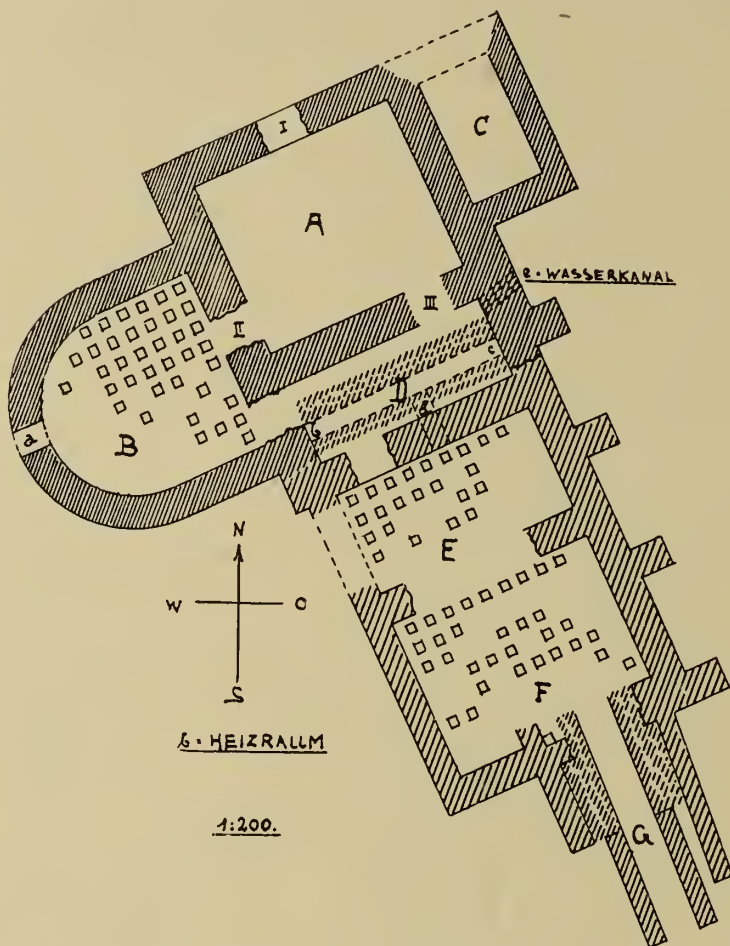 I
C
A
II
III
e · WASSERKANAL
a
B
D
c
b
E
N
W O
S
F
b · HEIZRAUM
1:200.
G